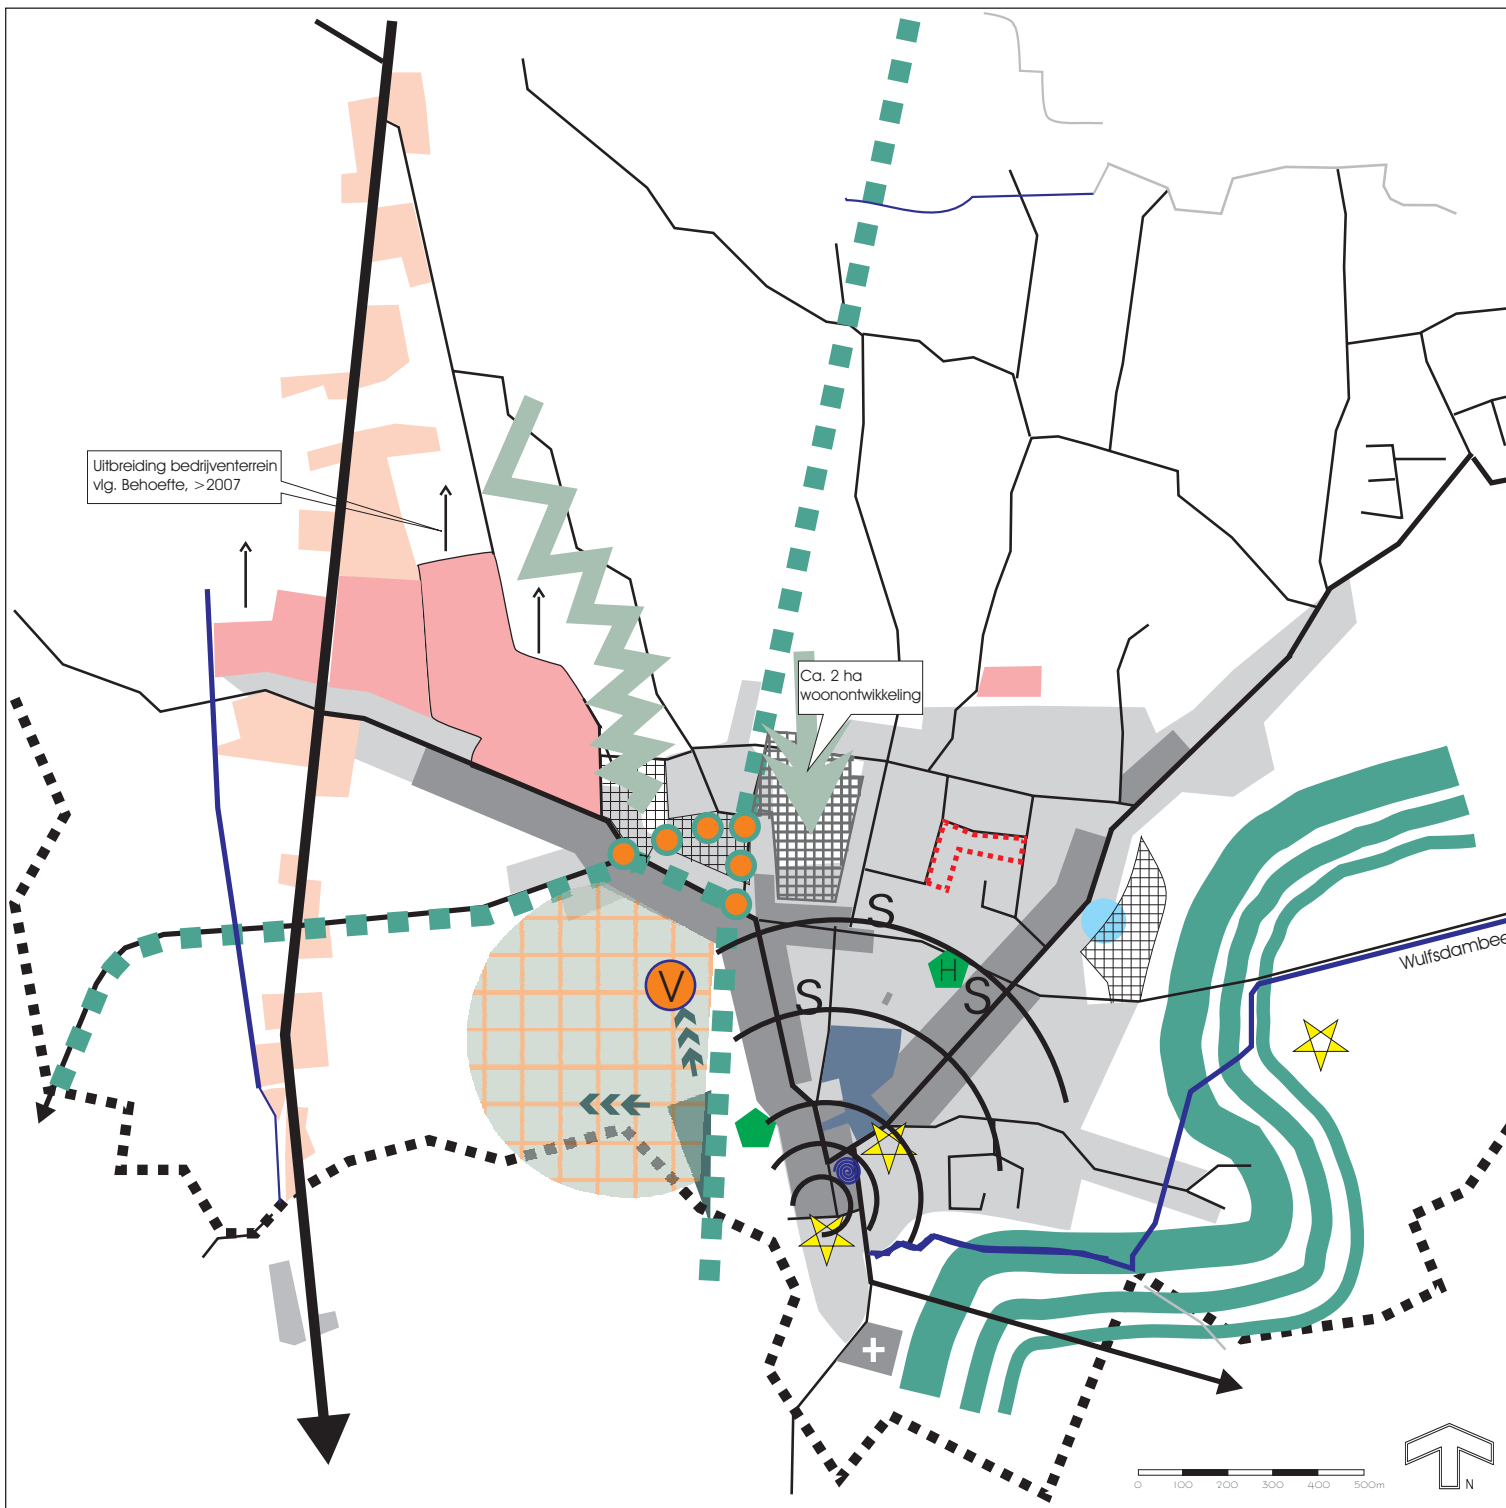 Uitbreiding bedrijventerrein
vlg. Behoefte, >2007
Ca. 2 ha
woonontwikkeling
S
H
S
S
V
Wulfsdambee
+
0 100 200 300 400 500m
N